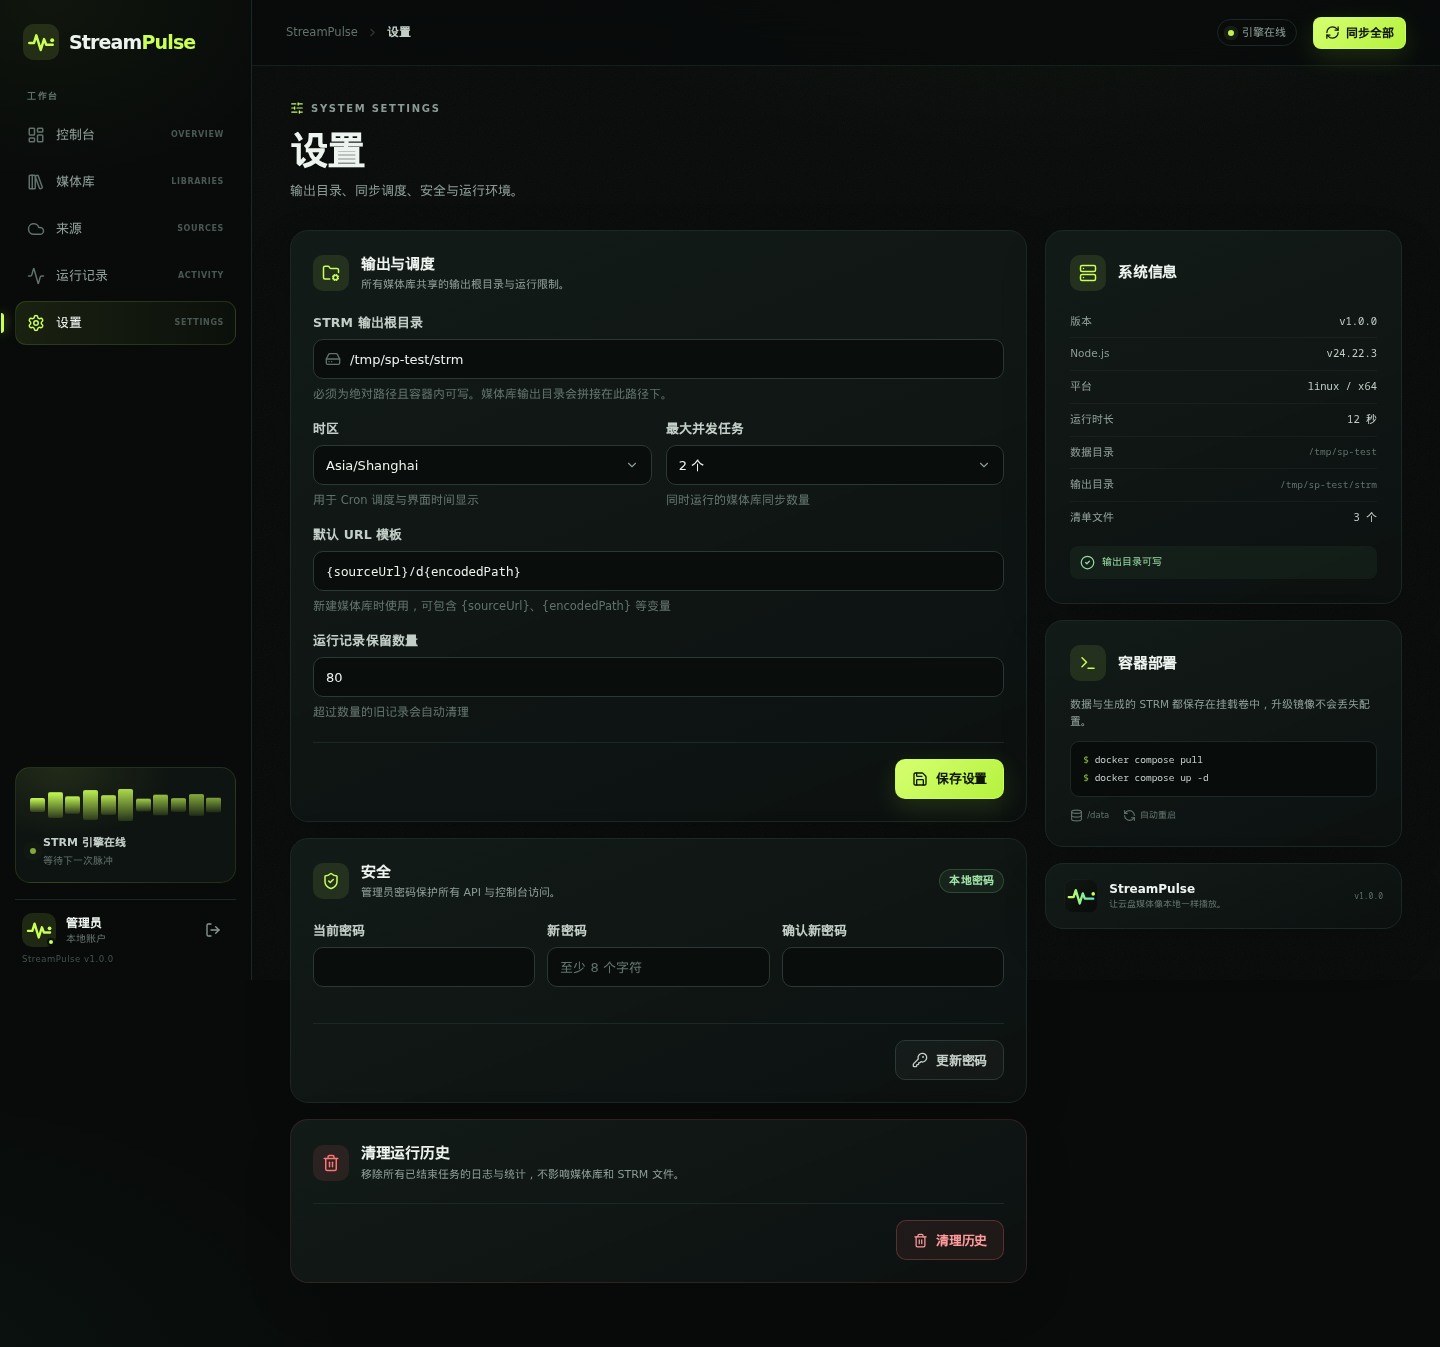 StreamPulse
工作台
控制台 OVERVIEW
媒体库 LIBRARIES
来源 SOURCES
运行记录 ACTIVITY
设置 SETTINGS
STRM 引擎在线
等待下一次脉冲
管理员
本地账户
StreamPulse v1.0.0
StreamPulse > 设置
引擎在线
同步全部
SYSTEM SETTINGS
设置
输出目录、同步调度、安全与运行环境。
输出与调度
所有媒体库共享的输出根目录与运行限制。
STRM 输出根目录
/tmp/sp-test/strm
必须为绝对路径且容器内可写。媒体库输出目录会拼接在此路径下。
时区
Asia/Shanghai
用于 Cron 调度与界面时间显示
最大并发任务
2 个
同时运行的媒体库同步数量
默认 URL 模板
{sourceUrl}/d{encodedPath}
新建媒体库时使用，可包含 {sourceUrl}、{encodedPath} 等变量
运行记录保留数量
80
超过数量的旧记录会自动清理
保存设置
安全
管理员密码保护所有 API 与控制台访问。
本地密码
当前密码
新密码
至少 8 个字符
确认新密码
更新密码
清理运行历史
移除所有已结束任务的日志与统计，不影响媒体库和 STRM 文件。
清理历史
系统信息
版本 v1.0.0
Node.js v24.22.3
平台 linux / x64
运行时长 12 秒
数据目录 /tmp/sp-test
输出目录 /tmp/sp-test/strm
清单文件 3 个
输出目录可写
容器部署
数据与生成的 STRM 都保存在挂载卷中，升级镜像不会丢失配
置。
$ docker compose pull
$ docker compose up -d
/data 自动重启
StreamPulse
让云盘媒体像本地一样播放。
v1.0.0